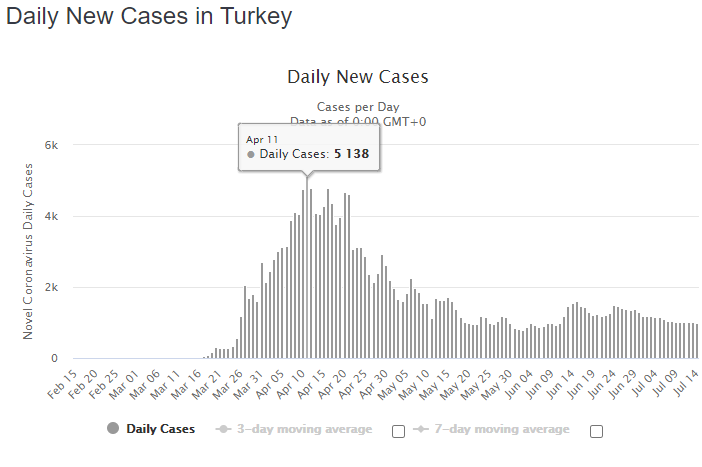 Daily New Cases in Turkey
Daily New Cases
Cases per Day
Data as of 0:00 GMT+0
Apr 11
Daily Cases: 5 138
Novel Coronavirus Daily Cases
6k
4k
2k
0
Feb 15
Feb 20
Feb 25
Mar 01
Mar 06
Mar 11
Mar 16
Mar 21
Mar 26
Mar 31
Apr 05
Apr 10
Apr 15
Apr 20
Apr 25
Apr 30
May 05
May 10
May 15
May 20
May 25
May 30
Jun 04
Jun 09
Jun 14
Jun 19
Jun 24
Jun 29
Jul 04
Jul 09
Jul 14
Daily Cases
3-day moving average
7-day moving average